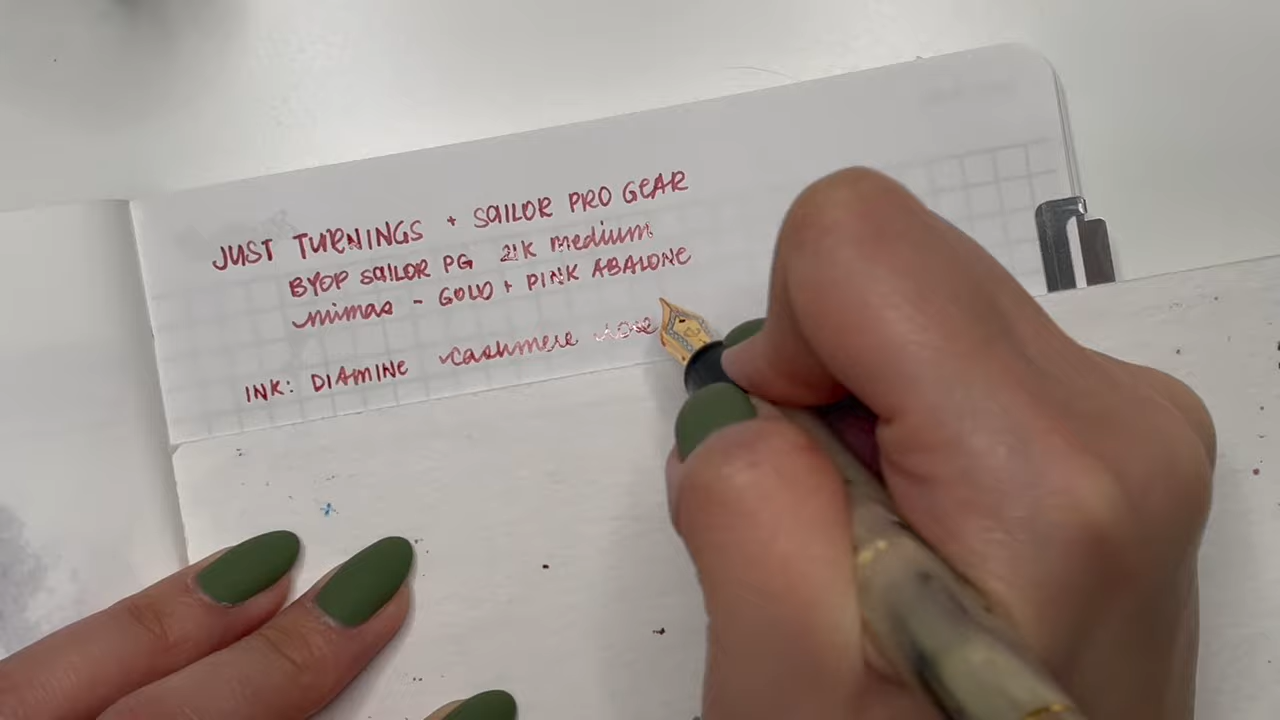 JUST TURNINGS + SAILOR PRO GEAR
BYOP SAILOR PG 21K medium
mimas - GOLD + PINK ABALONE
INK: DIAMINE cashmere rose